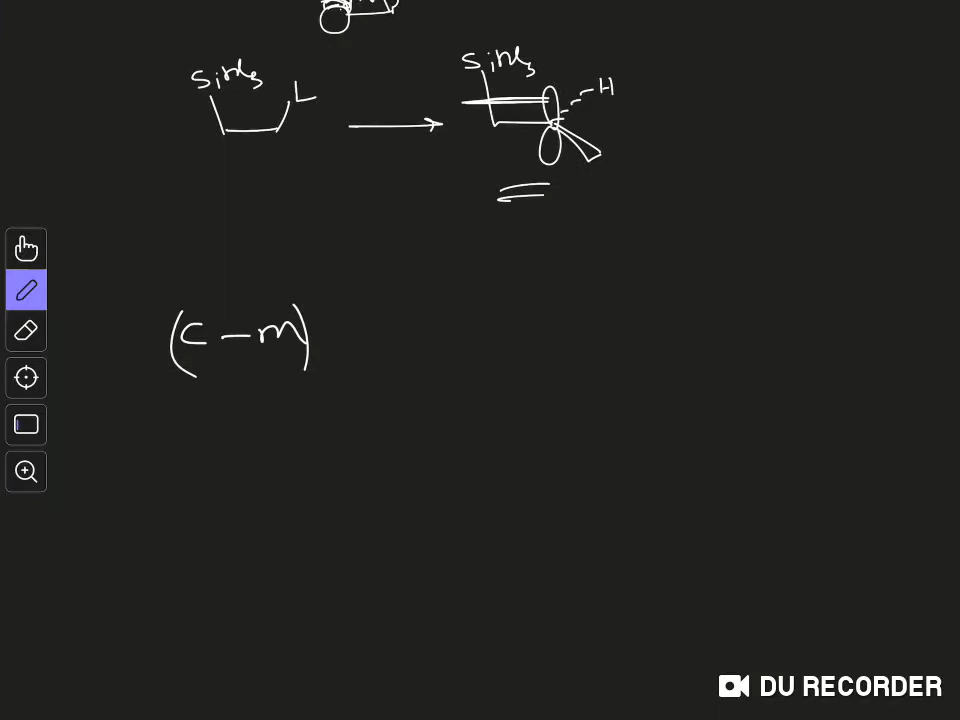 SiMe3
L
SiMe3
H
(C-M)
DU RECORDER